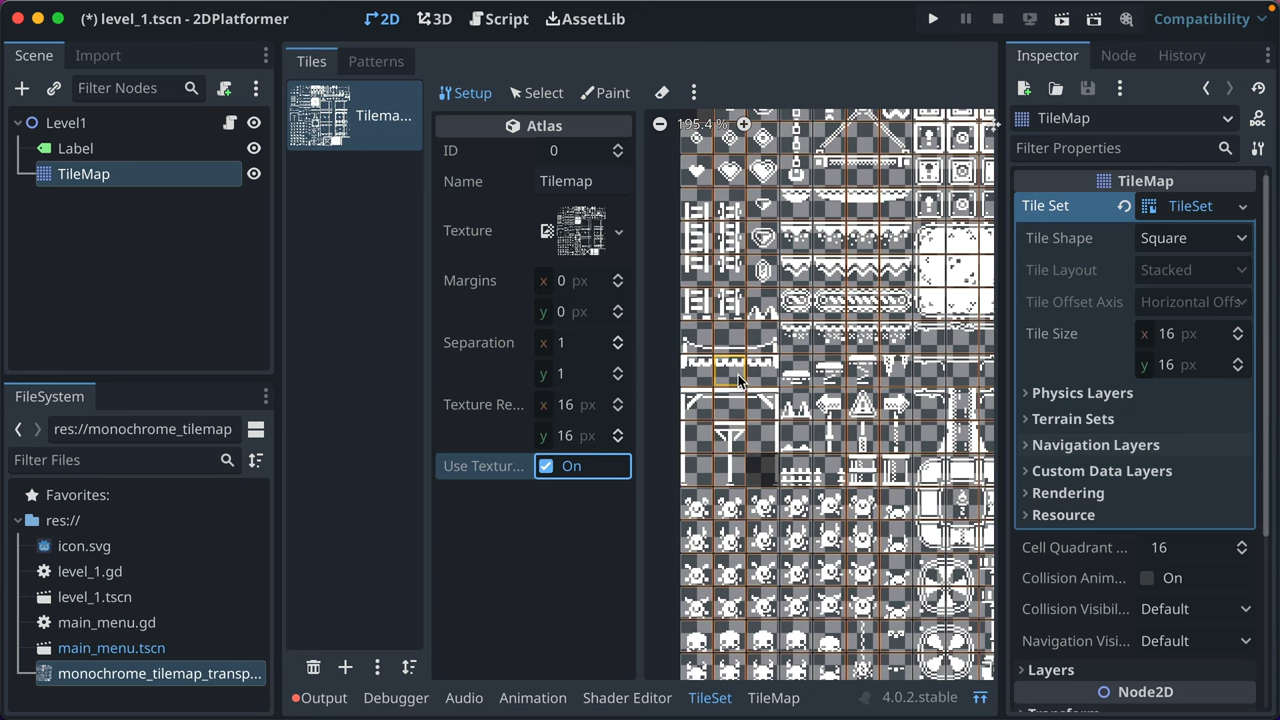 (*) level_1.tscn - 2DPlatformer
2D
3D
Script
AssetLib
Compatibility
Scene
Import
Filter Nodes
Level1
Label
TileMap
FileSystem
res://monochrome_tilemap
Filter Files
Favorites:
res://
icon.svg
level_1.gd
level_1.tscn
main_menu.gd
main_menu.tscn
monochrome_tilemap_transp...
Tiles
Patterns
Tilema...
Setup
Select
Paint
Atlas
ID 0
Name Tilemap
Texture
Margins x 0 px
y 0 px
Separation x 1
y 1
Texture Re... x 16 px
y 16 px
Use Textur... On
195.4 %
Output
Debugger
Audio
Animation
Shader Editor
TileSet
TileMap
4.0.2.stable
Inspector
Node
History
TileMap
Filter Properties
TileMap
Tile Set TileSet
Tile Shape Square
Tile Layout Stacked
Tile Offset Axis Horizontal Offs
Tile Size x 16 px
y 16 px
Physics Layers
Terrain Sets
Navigation Layers
Custom Data Layers
Rendering
Resource
Cell Quadrant ... 16
Collision Anim... On
Collision Visibil... Default
Navigation Visi... Default
Layers
Node2D
Transform